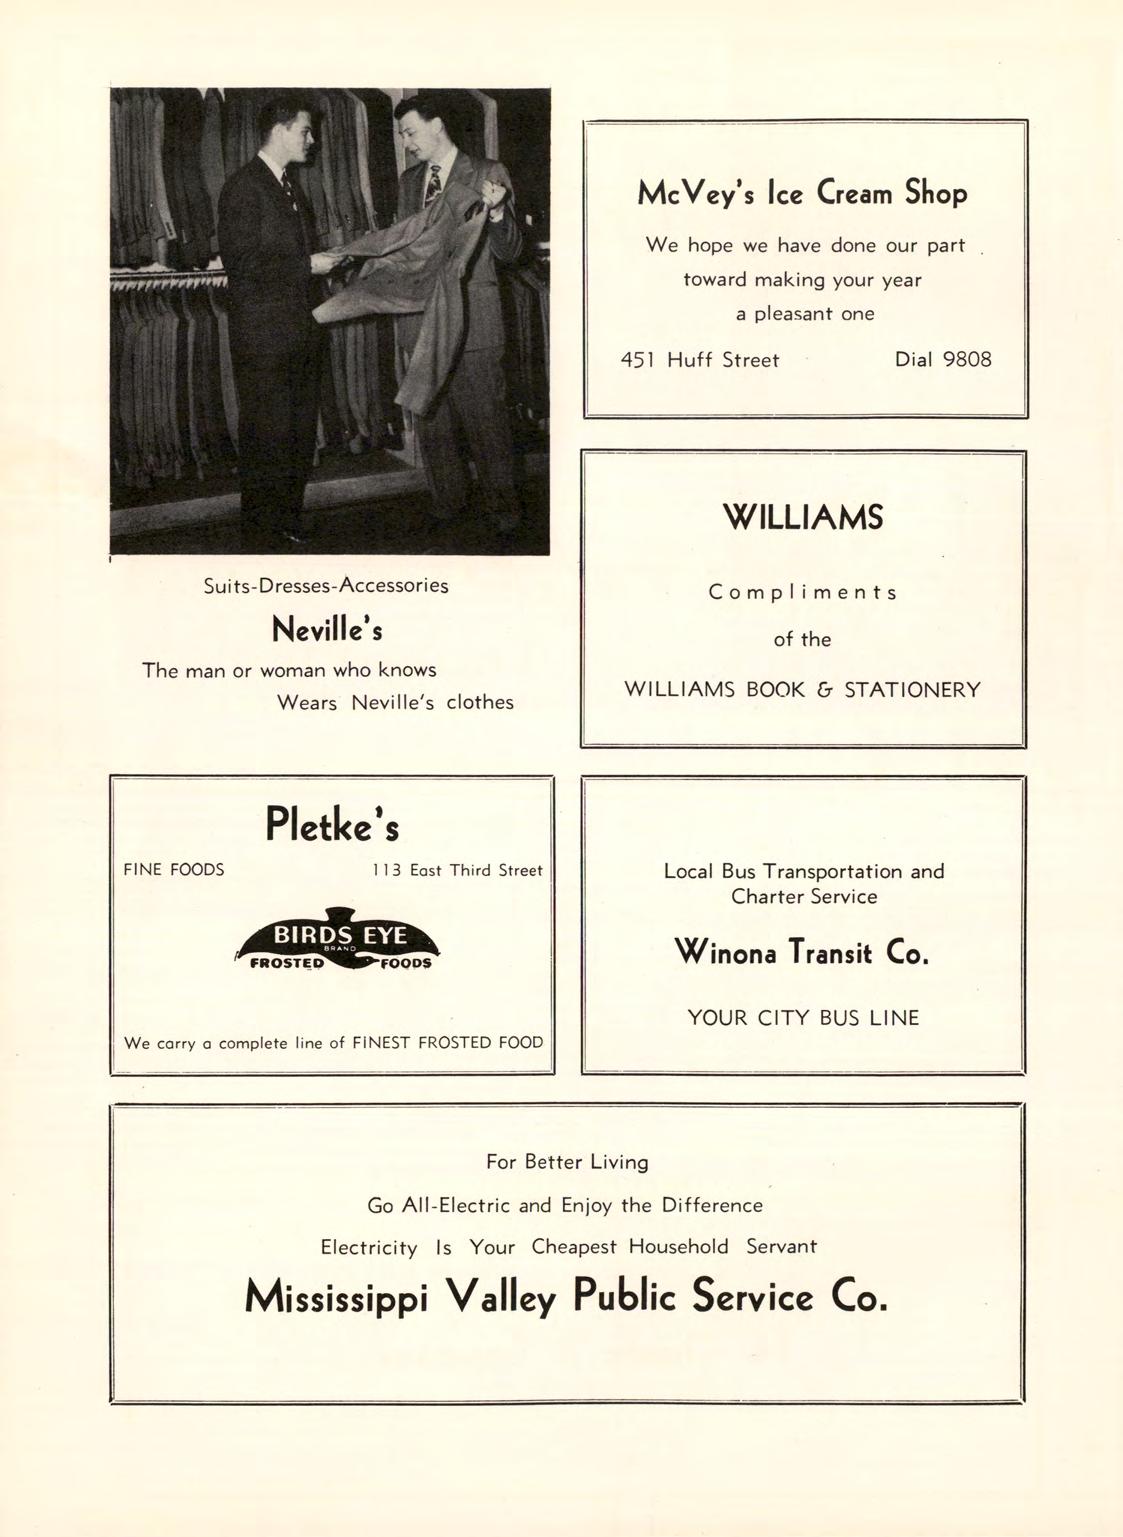 Suits-Dresses-Accessories
Neville's
The man or woman who knows
Wears Neville's clothes
McVey's Ice Cream Shop
We hope we have done our part
toward making your year
a pleasant one
451 Huff Street Dial 9808
WILLIAMS
Compliments
of the
WILLIAMS BOOK & STATIONERY
Pletke's
FINE FOODS 113 East Third Street
BIRDS EYE
BRAND
FROSTED FOODS
We carry a complete line of FINEST FROSTED FOOD
Local Bus Transportation and
Charter Service
Winona Transit Co.
YOUR CITY BUS LINE
For Better Living
Go All-Electric and Enjoy the Difference
Electricity Is Your Cheapest Household Servant
Mississippi Valley Public Service Co.